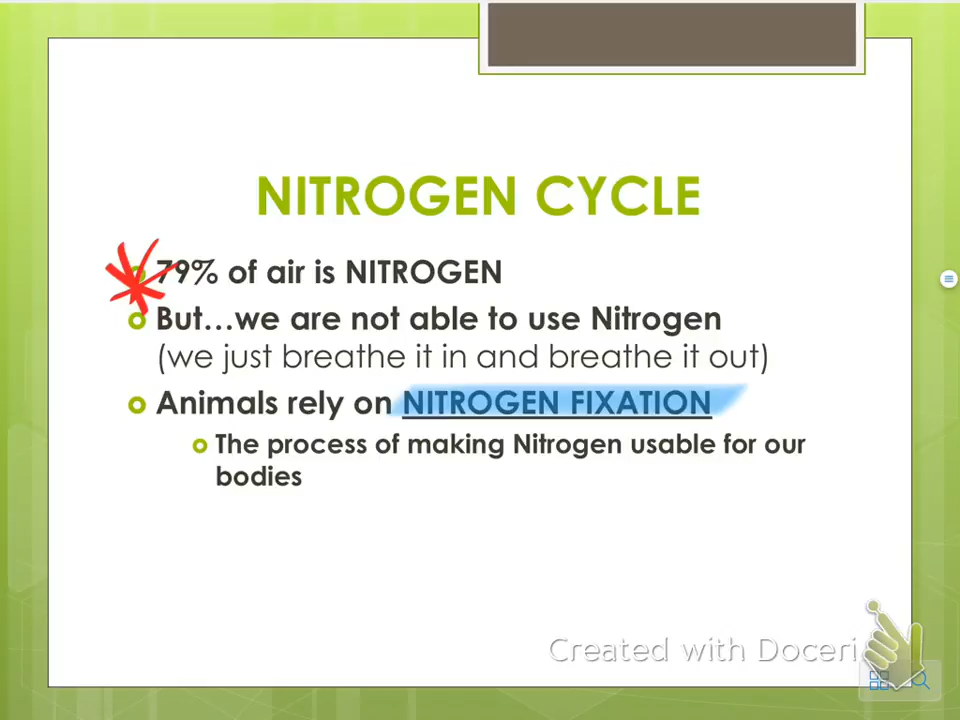 NITROGEN CYCLE
79% of air is NITROGEN
But...we are not able to use Nitrogen
(we just breathe it in and breathe it out)
Animals rely on NITROGEN FIXATION
The process of making Nitrogen usable for our
bodies
Created with Doceri